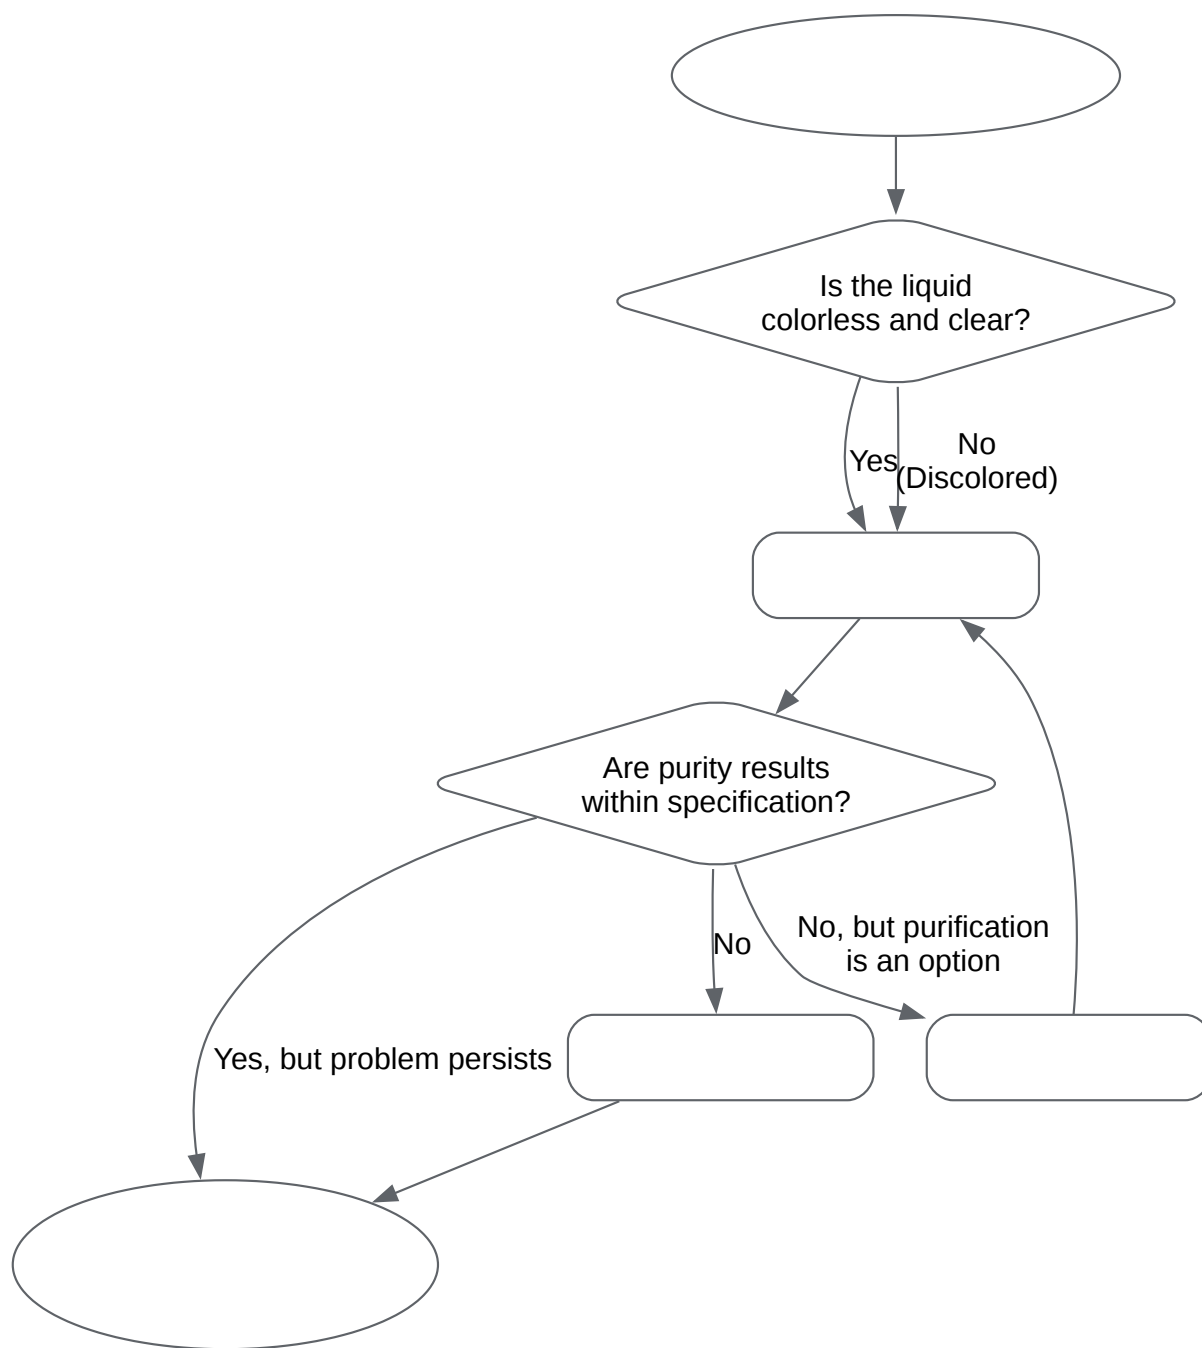 Is the liquid
colorless and clear?
Yes
No
(Discolored)
Are purity results
within specification?
No
No, but purification
is an option
Yes, but problem persists